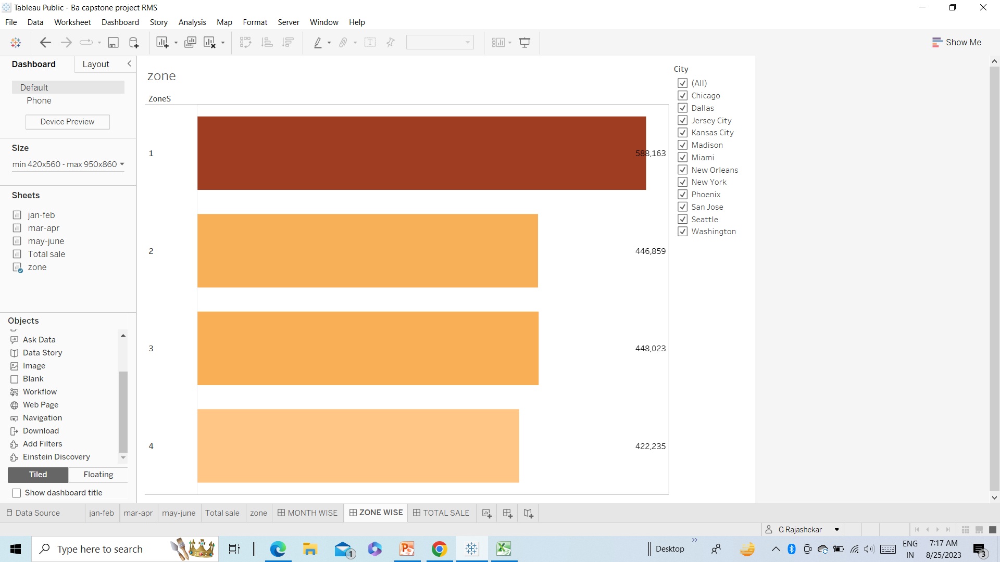 Tableau Public - Ba capstone project RMS
File Data Worksheet Dashboard Story Analysis Map Format Server Window Help
Show Me
Dashboard Layout
Default
Phone
Device Preview
Size
min 420x560 - max 950x860
Sheets
jan-feb
mar-apr
may-june
Total sale
zone
Objects
Ask Data
Data Story
Image
Blank
Workflow
Web Page
Navigation
Download
Add Filters
Einstein Discovery
Tiled Floating
Show dashboard title
zone
ZoneS
1 588,163
2 446,859
3 448,023
4 422,235
City
(All)
Chicago
Dallas
Jersey City
Kansas City
Madison
Miami
New Orleans
New York
Phoenix
San Jose
Seattle
Washington
Data Source jan-feb mar-apr may-june Total sale zone MONTH WISE ZONE WISE TOTAL SALE
G Rajashekar
Type here to search
1
Desktop
ENG
IN
7:17 AM
8/25/2023
3